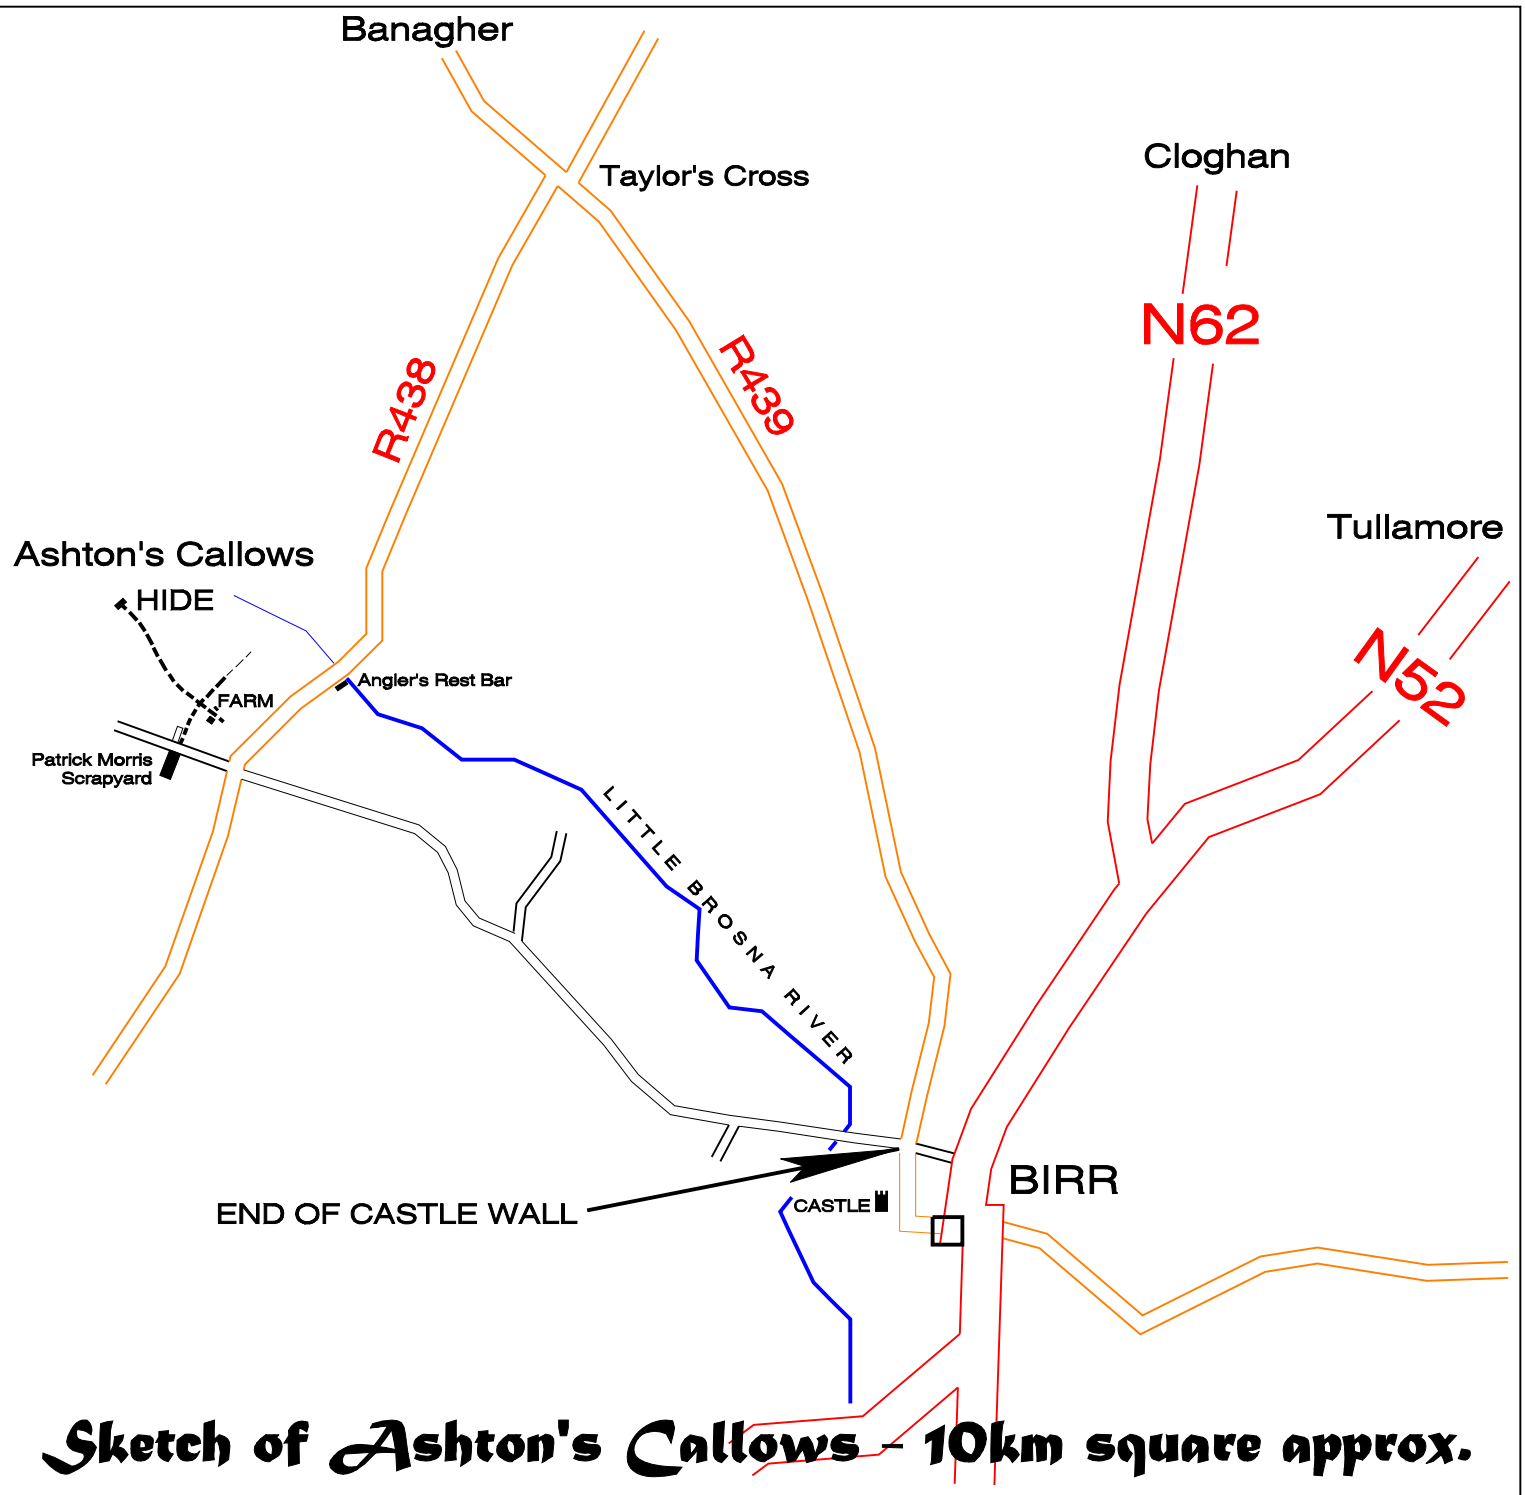 Banagher
Taylor's Cross
Cloghan
N62
R438
R439
Tullamore
Ashton's Callows
HIDE
N52
Angler's Rest Bar
FARM
Patrick Morris
Scrapyard
LITTLE BROSNA RIVER
BIRR
CASTLE
END OF CASTLE WALL
Sketch of Ashton's Callows - 10km square approx.